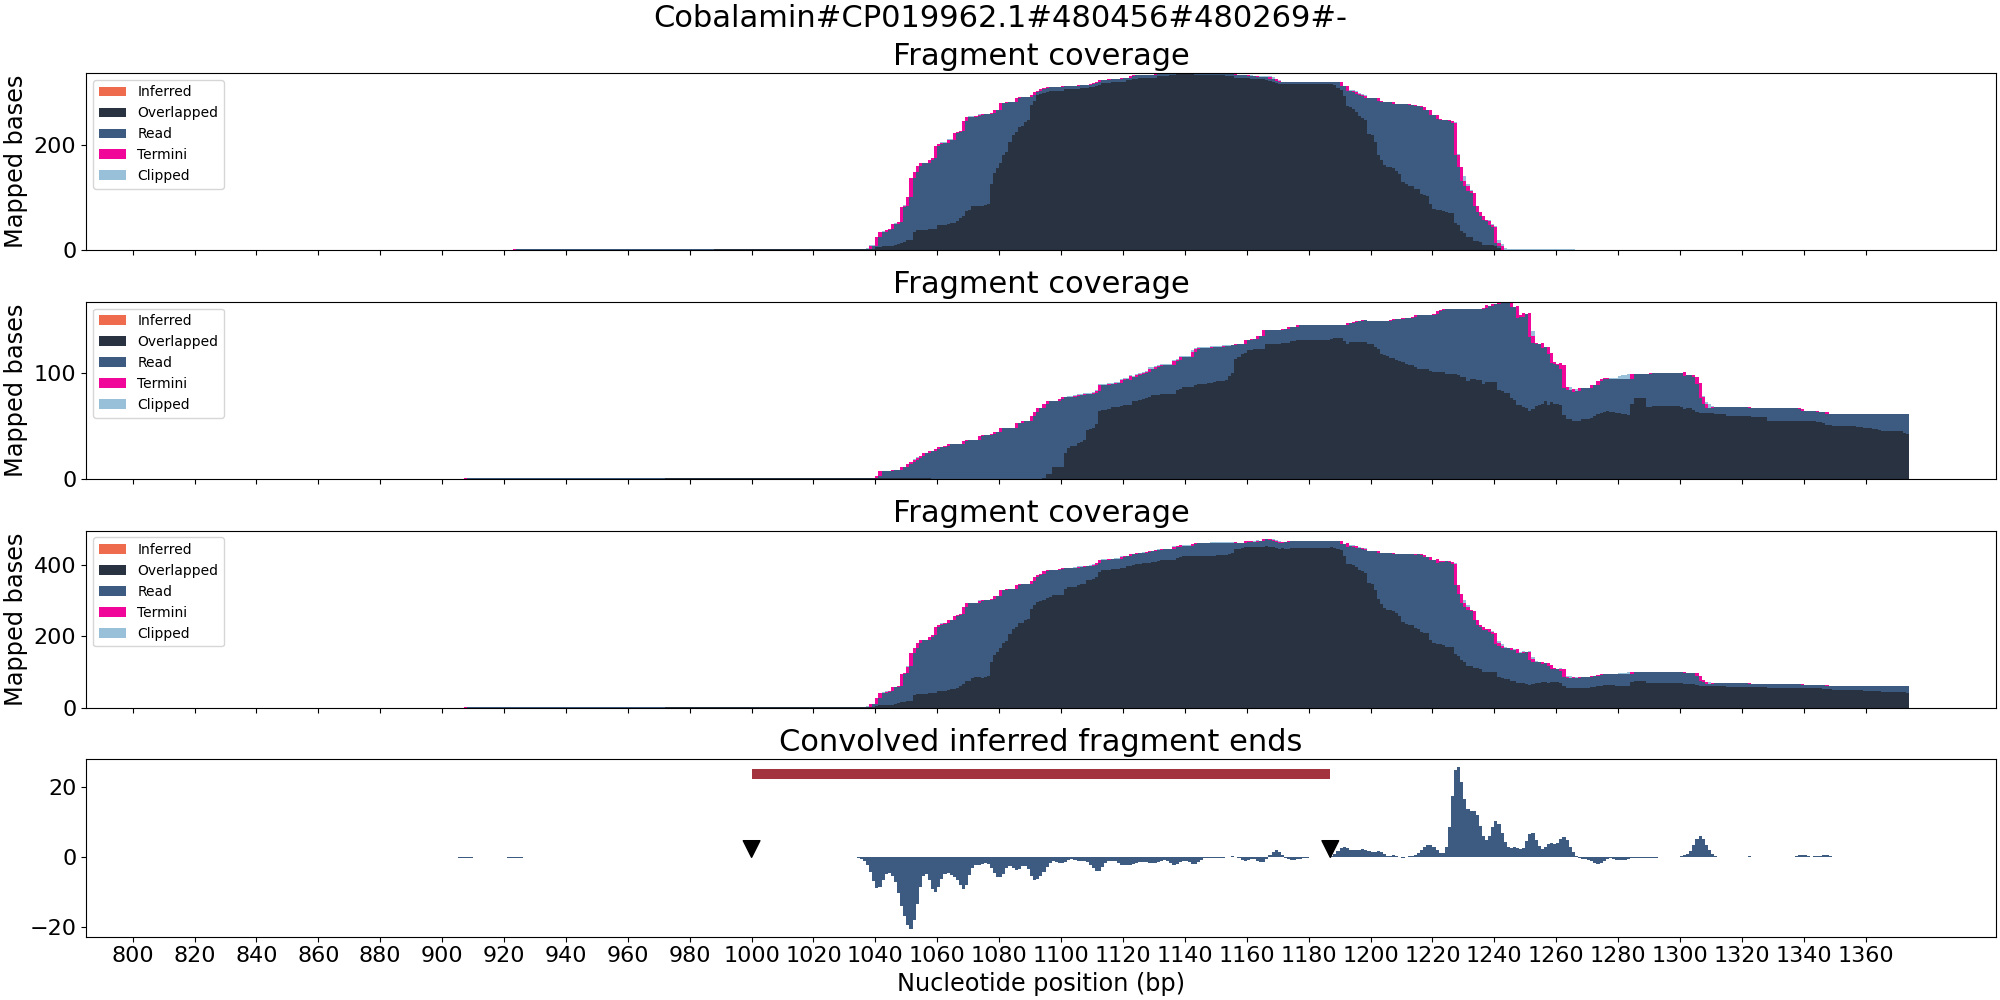 Cobalamin#CP019962.1#480456#480269#-
Fragment coverage
Mapped bases
200
0
Inferred
Overlapped
Read
Termini
Clipped
Fragment coverage
Mapped bases
100
0
Inferred
Overlapped
Read
Termini
Clipped
Fragment coverage
Mapped bases
400
200
0
Inferred
Overlapped
Read
Termini
Clipped
Convolved inferred fragment ends
20
0
−20
800 820 840 860 880 900 920 940 960 980 1000 1020 1040 1060 1080 1100 1120 1140 1160 1180 1200 1220 1240 1260 1280 1300 1320 1340 1360
Nucleotide position (bp)